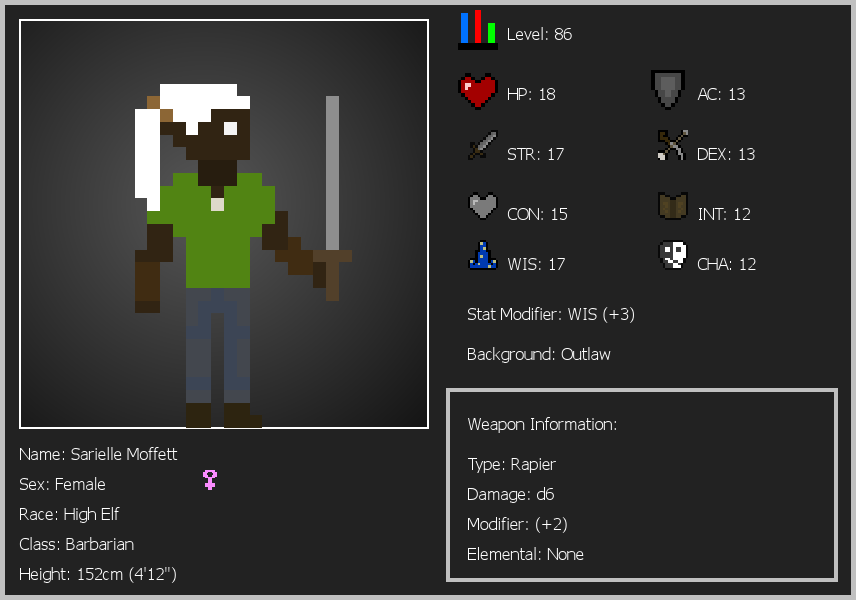 Level: 86
HP: 18
AC: 13
STR: 17
DEX: 13
CON: 15
INT: 12
WIS: 17
CHA: 12
Stat Modifier: WIS (+3)
Background: Outlaw
Weapon Information:
Type: Rapier
Damage: d6
Modifier: (+2)
Elemental: None
Name: Sarielle Moffett
Sex: Female
Race: High Elf
Class: Barbarian
Height: 152cm (4'12")